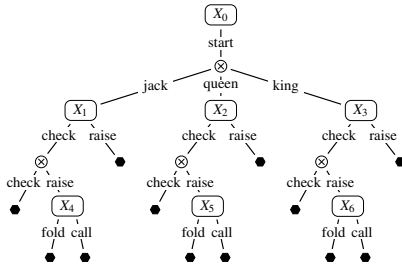 X0
start
⊗
jack queen king
X1 X2 X3
check raise check raise check raise
⊗ ⊗ ⊗
check raise check raise check raise
X4 X5 X6
fold call fold call fold call